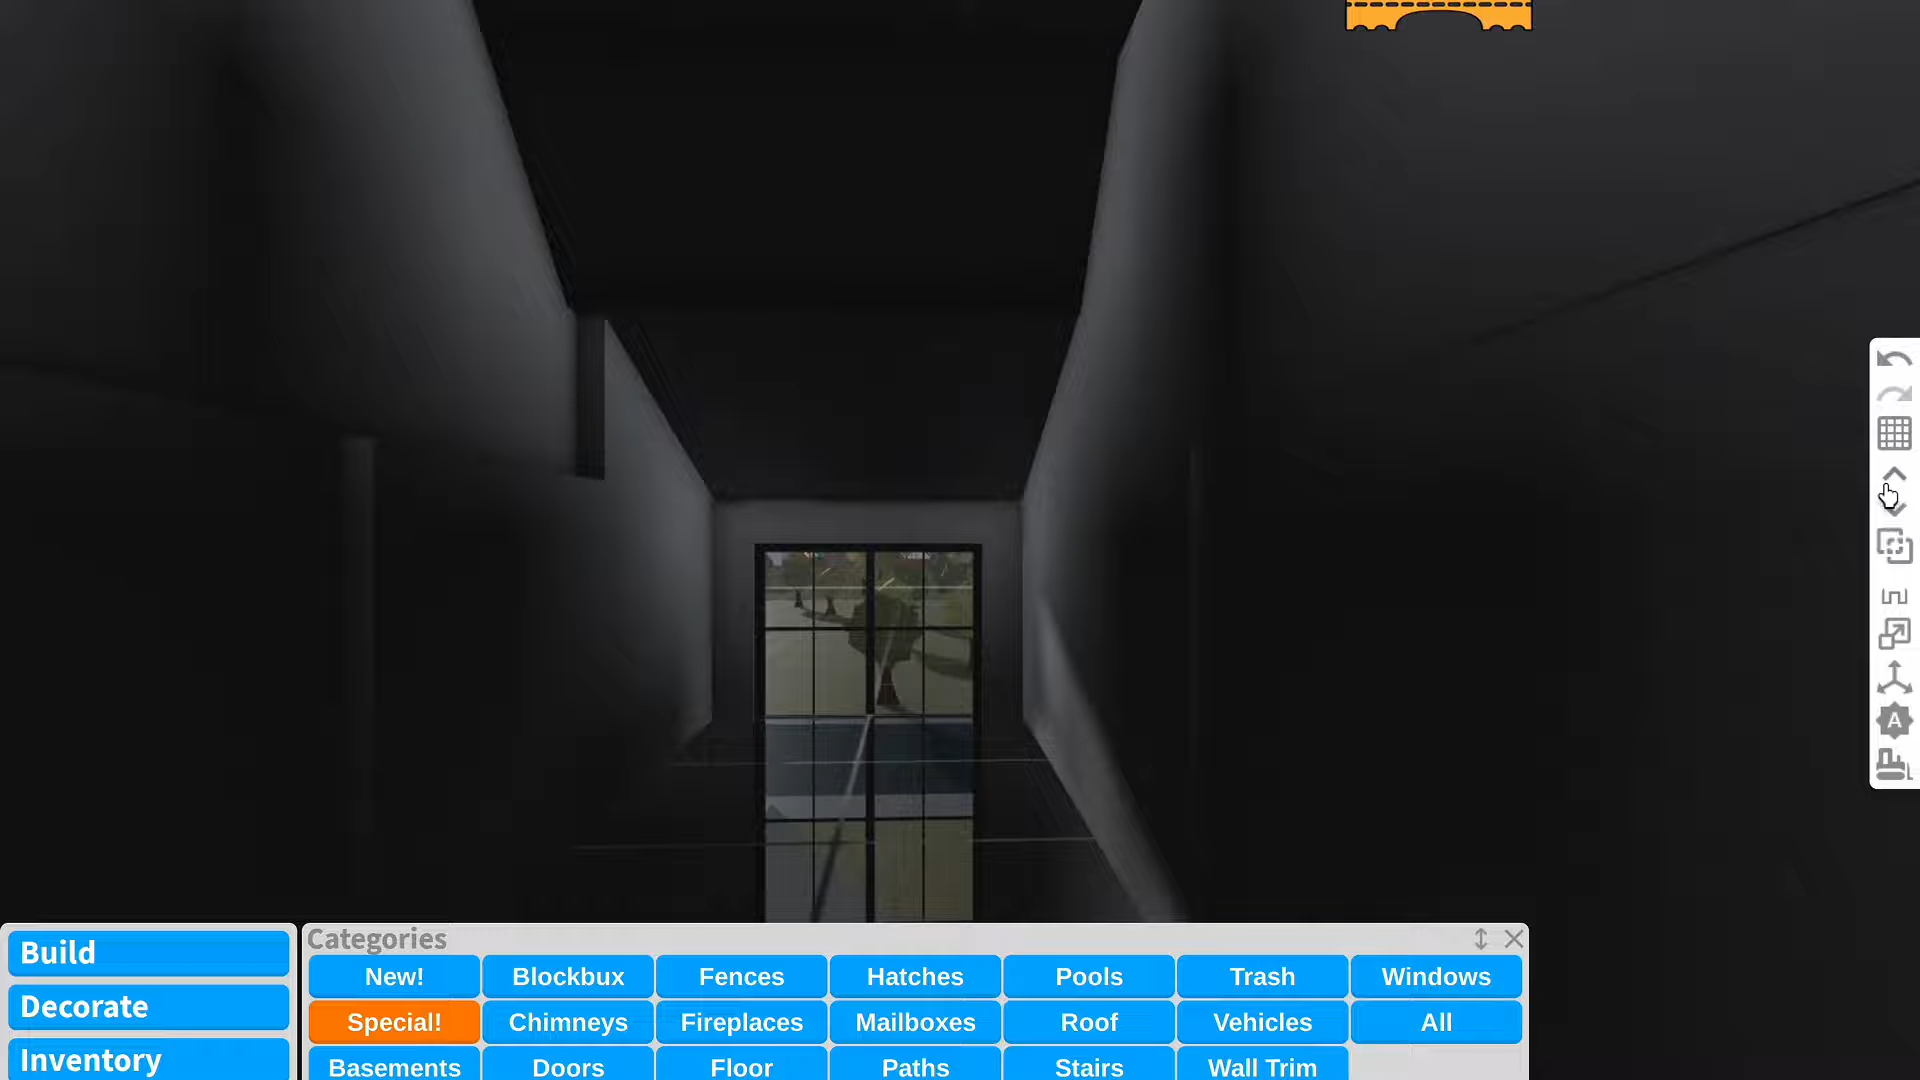 A
Build
Decorate
Inventory
Categories
New! Blockbux Fences Hatches Pools Trash Windows
Special! Chimneys Fireplaces Mailboxes Roof Vehicles All
Basements Doors Floor Paths Stairs Wall Trim